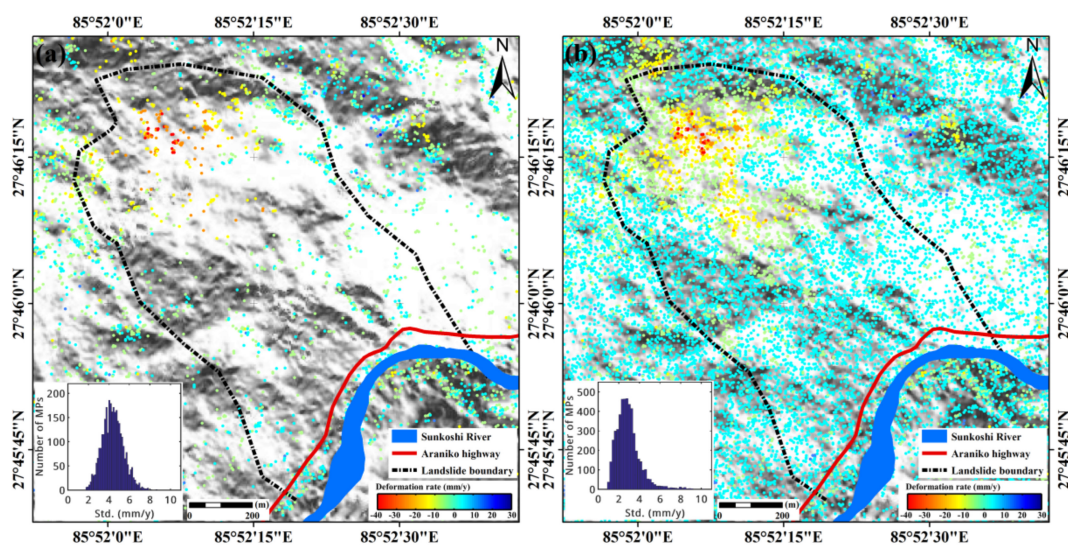 85°52'0"E 85°52'15"E 85°52'30"E
85°52'0"E 85°52'15"E 85°52'30"E
(a)
N
27°46'15"N
27°46'0"N
27°45'45"N
27°46'15"N
27°46'0"N
27°45'45"N
Number of MPs
200
150
100
50
0
0 2 4 6 8 10
Std. (mm/y)
0 200 (m)
Sunkoshi River
Araniko highway
Landslide boundary
Deformation rate (mm/y)
-40 -30 -20 -10 0 10 20 30
85°52'0"E 85°52'15"E 85°52'30"E
(b)
N
27°46'15"N
27°46'0"N
27°45'45"N
Number of MPs
500
400
300
200
100
0
0 2 4 6 8 10
Std. (mm/y)
0 200 (m)
Sunkoshi River
Araniko highway
Landslide boundary
Deformation rate (mm/y)
-40 -30 -20 -10 0 10 20 30
85°52'0"E 85°52'15"E 85°52'30"E